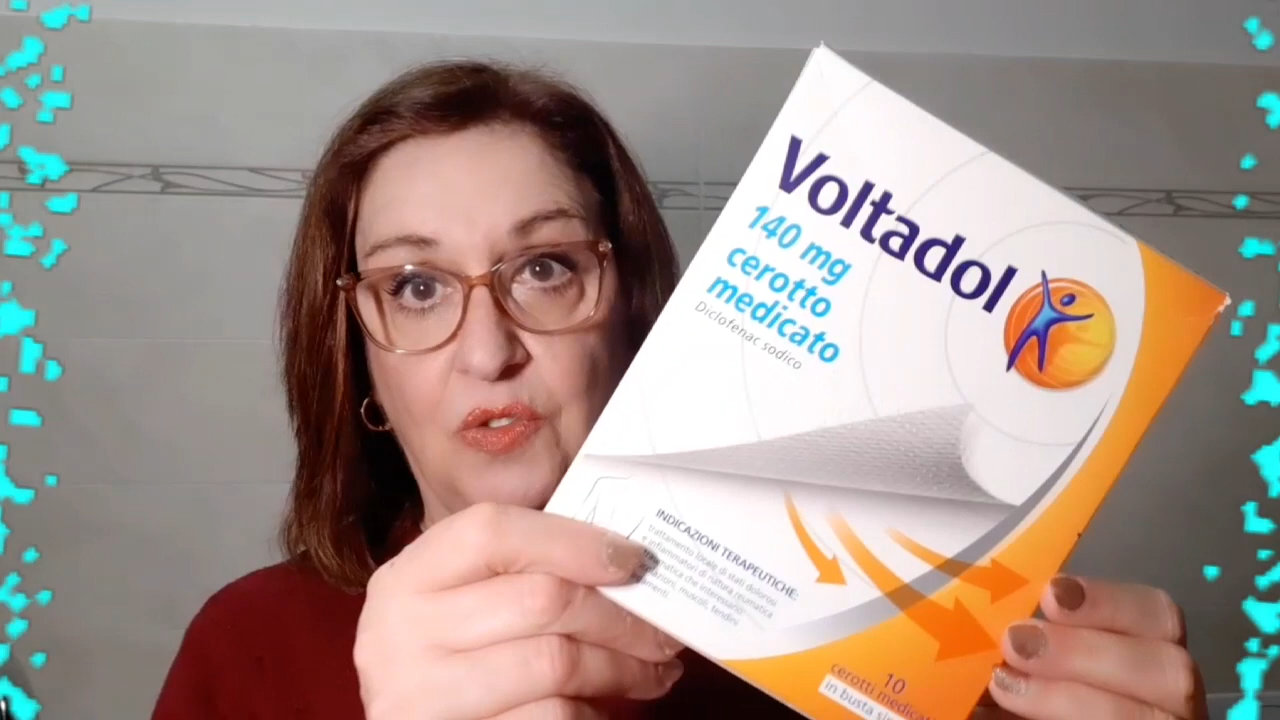 Voltadol
140 mg
cerotto
medicato
Diclofenac sodico
INDICAZIONI TERAPEUTICHE:
trattamento locale di stati dolorosi
e infiammatori di natura reumatica
traumatica che interessano
muscoli, tendini
10
cerotti medicati
in busta